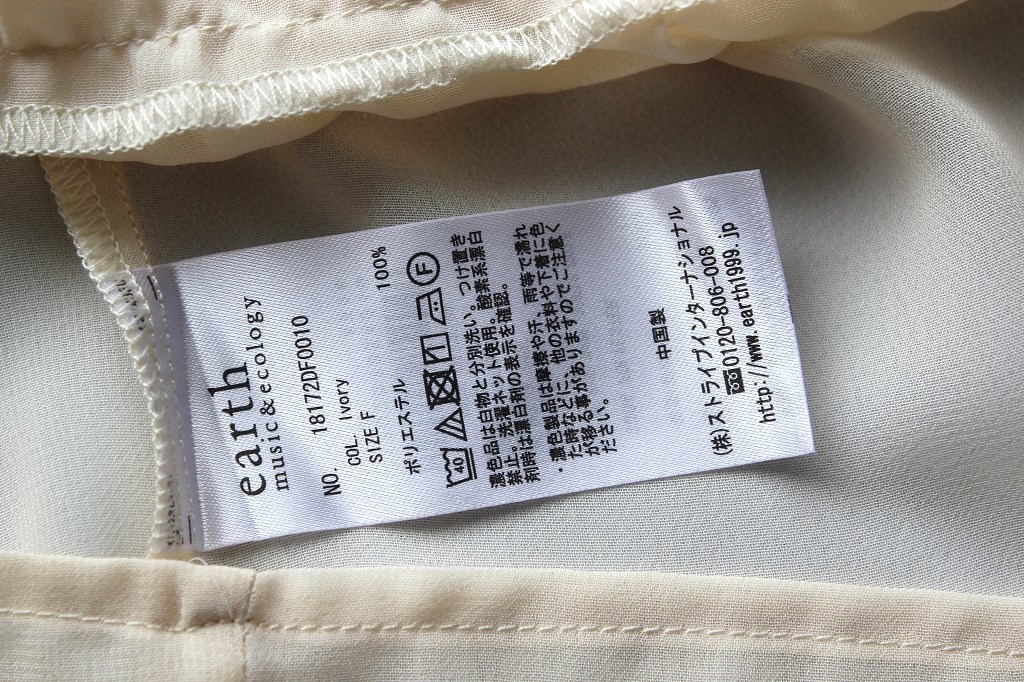 earth
music&ecology
NO. 18172DF0010
COL. Ivory
SIZE F
ポリエステル 100%
40 F
濃色品は白物と分別洗い。つけ置き
禁止。洗濯ネット使用。酸素系漂白
剤時は漂白剤の表示を確認。
・濃色製品は摩擦や汗、雨等で濡れ
た時などに、他の衣料や下着に色
が移る事がありますのでご注意く
ださい。
中国製
(株)ストライプインターナショナル
0120-806-008
http://www.earth1999.jp